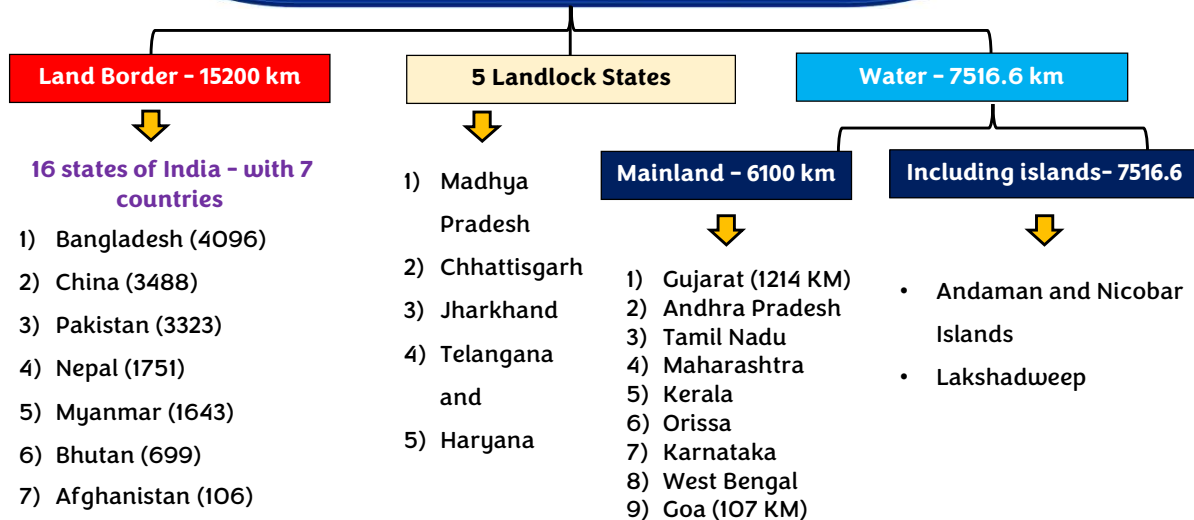 Land Border - 15200 km
16 states of India - with 7
countries
1) Bangladesh (4096)
2) China (3488)
3) Pakistan (3323)
4) Nepal (1751)
5) Myanmar (1643)
6) Bhutan (699)
7) Afghanistan (106)
5 Landlock States
1) Madhya
Pradesh
2) Chhattisgarh
3) Jharkhand
4) Telangana
and
5) Haryana
Water - 7516.6 km
Mainland - 6100 km
1) Gujarat (1214 KM)
2) Andhra Pradesh
3) Tamil Nadu
4) Maharashtra
5) Kerala
6) Orissa
7) Karnataka
8) West Bengal
9) Goa (107 KM)
Including islands- 7516.6
• Andaman and Nicobar
Islands
• Lakshadweep